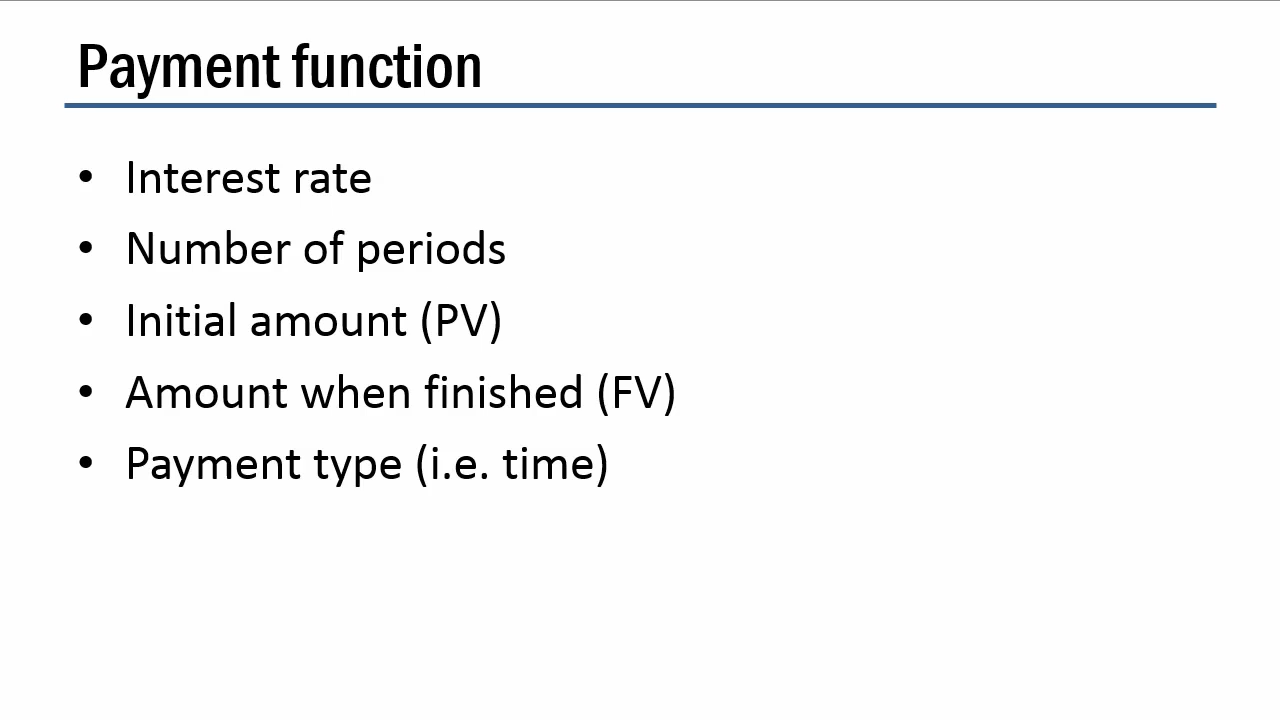 Payment function
• Interest rate
• Number of periods
• Initial amount (PV)
• Amount when finished (FV)
• Payment type (i.e. time)